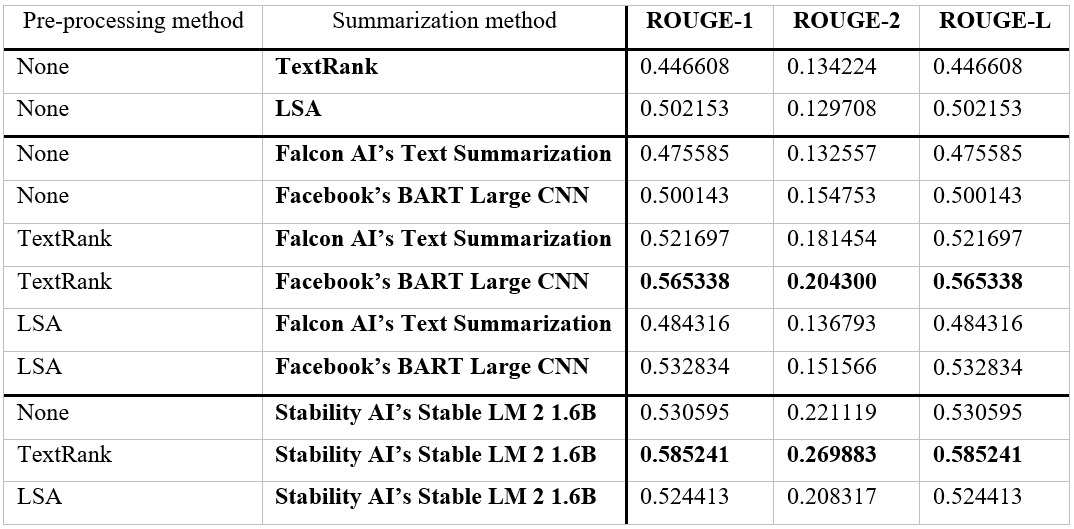 Pre-processing method Summarization method ROUGE-1 ROUGE-2 ROUGE-L
None TextRank 0.446608 0.134224 0.446608
None LSA 0.502153 0.129708 0.502153
None Falcon AI’s Text Summarization 0.475585 0.132557 0.475585
None Facebook’s BART Large CNN 0.500143 0.154753 0.500143
TextRank Falcon AI’s Text Summarization 0.521697 0.181454 0.521697
TextRank Facebook’s BART Large CNN 0.565338 0.204300 0.565338
LSA Falcon AI’s Text Summarization 0.484316 0.136793 0.484316
LSA Facebook’s BART Large CNN 0.532834 0.151566 0.532834
None Stability AI’s Stable LM 2 1.6B 0.530595 0.221119 0.530595
TextRank Stability AI’s Stable LM 2 1.6B 0.585241 0.269883 0.585241
LSA Stability AI’s Stable LM 2 1.6B 0.524413 0.208317 0.524413